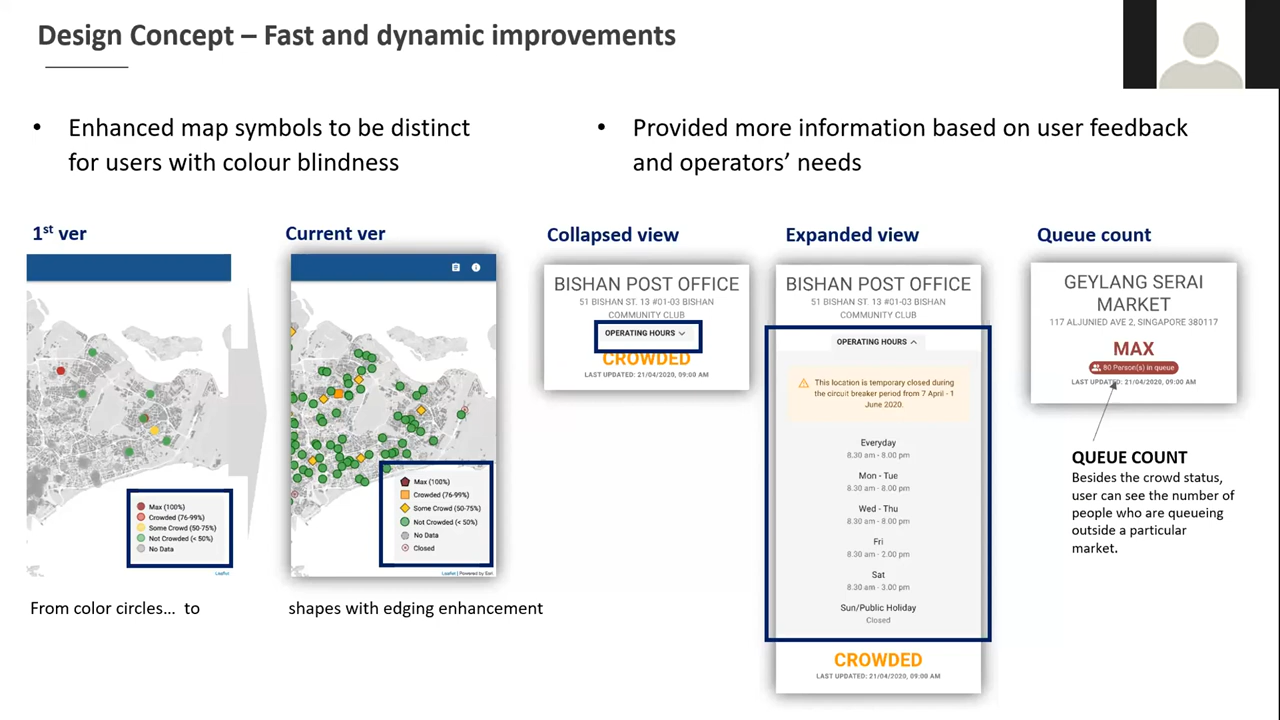 Design Concept – Fast and dynamic improvements
• Enhanced map symbols to be distinct
for users with colour blindness
• Provided more information based on user feedback
and operators’ needs
1st ver
Max (100%)
Crowded (76-99%)
Some Crowd (50-75%)
Not Crowded (< 50%)
No Data
Leaflet
From color circles… to
Current ver
Max (100%)
Crowded (76-99%)
Some Crowd (50-75%)
Not Crowded (< 50%)
No Data
Closed
Leaflet | Powered by Esri
shapes with edging enhancement
Collapsed view
BISHAN POST OFFICE
51 BISHAN ST. 13 #01-03 BISHAN
COMMUNITY CLUB
OPERATING HOURS
CROWDED
LAST UPDATED: 21/04/2020, 09:00 AM
Expanded view
BISHAN POST OFFICE
51 BISHAN ST. 13 #01-03 BISHAN
COMMUNITY CLUB
OPERATING HOURS
This location is temporary closed during
the circuit breaker period from 7 April - 1
June 2020.
Everyday
8.30 am - 8.00 pm
Mon - Tue
8.30 am - 8:00 pm
Wed - Thu
8.30 am - 8:00 pm
Fri
8.30 am - 2.00 pm
Sat
8.30 am - 3.00 pm
Sun/Public Holiday
Closed
CROWDED
LAST UPDATED: 21/04/2020, 09:00 AM
Queue count
GEYLANG SERAI
MARKET
117 ALJUNIED AVE 2, SINGAPORE 380117
MAX
80 Person(s) in queue
LAST UPDATED: 21/04/2020, 09:00 AM
QUEUE COUNT
Besides the crowd status,
user can see the number of
people who are queueing
outside a particular
market.